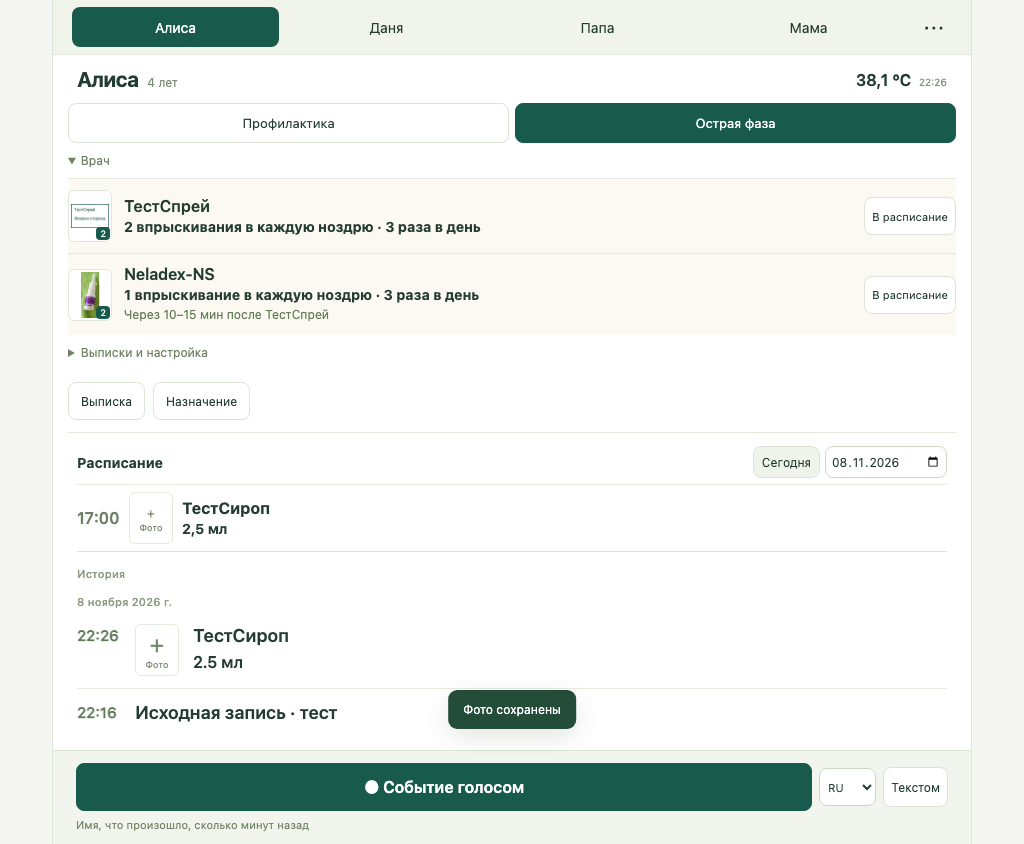 Алиса
Даня
Папа
Мама
Алиса 4 лет
38,1 °C 22:26
Профилактика
Острая фаза
Врач
ТестСпрей
2 впрыскивания в каждую ноздрю · 3 раза в день
2
В расписание
Neladex-NS
1 впрыскивание в каждую ноздрю · 3 раза в день
Через 10–15 мин после ТестСпрей
2
В расписание
Выписки и настройка
Выписка
Назначение
Расписание
Сегодня
08.11.2026
17:00
+
Фото
ТестСироп
2,5 мл
История
8 ноября 2026 г.
22:26
+
Фото
ТестСироп
2.5 мл
22:16
Исходная запись · тест
Фото сохранены
Событие голосом
RU
Текстом
Имя, что произошло, сколько минут назад